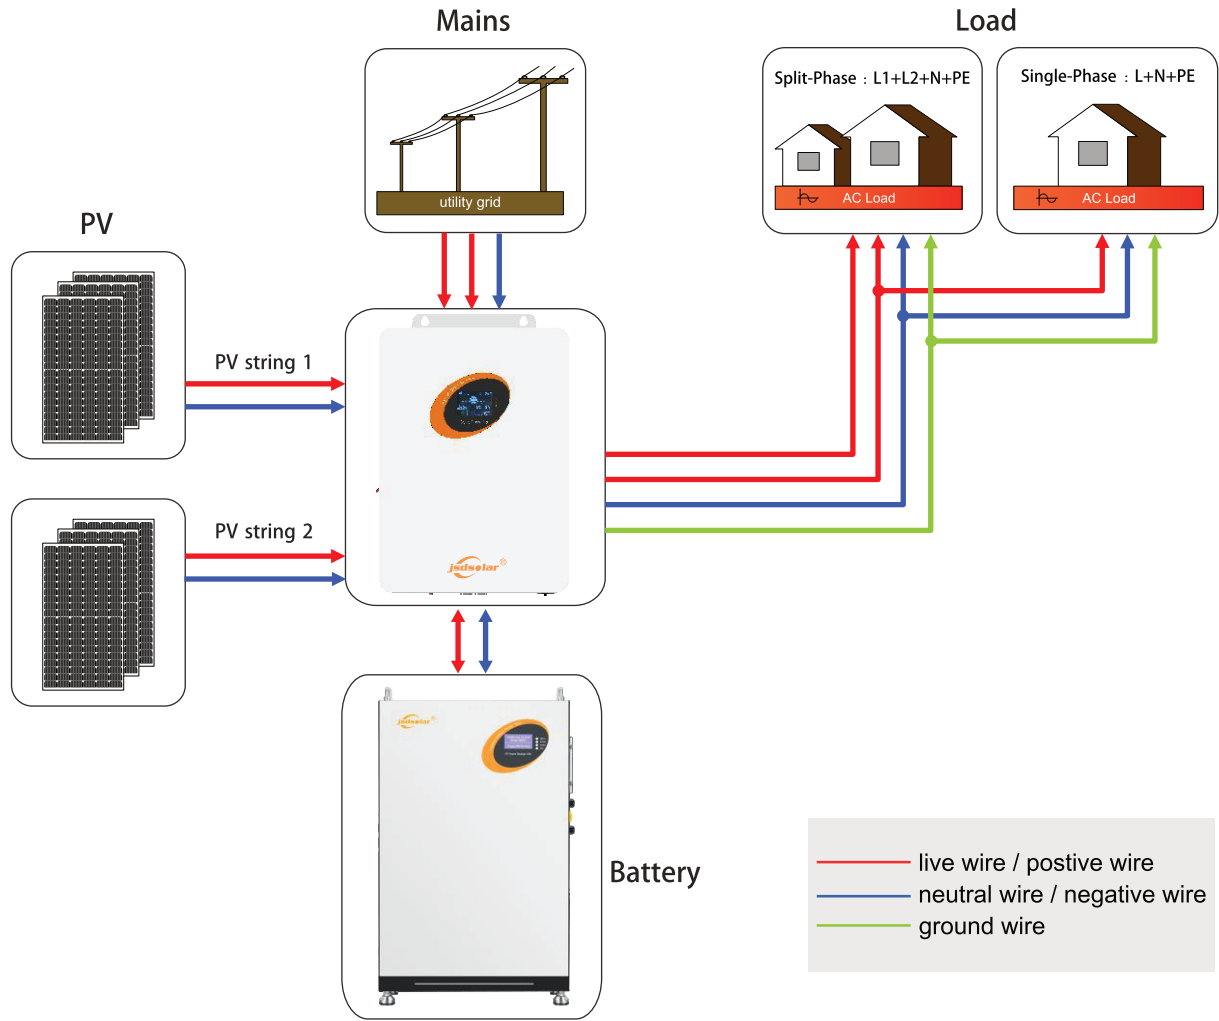 Mains
Load
Split-Phase : L1+L2+N+PE
Single-Phase : L+N+PE
utility grid
AC Load
AC Load
PV
PV string 1
PV string 2
jsdsolar®
jsdsolar®
Battery
live wire / postive wire
neutral wire / negative wire
ground wire